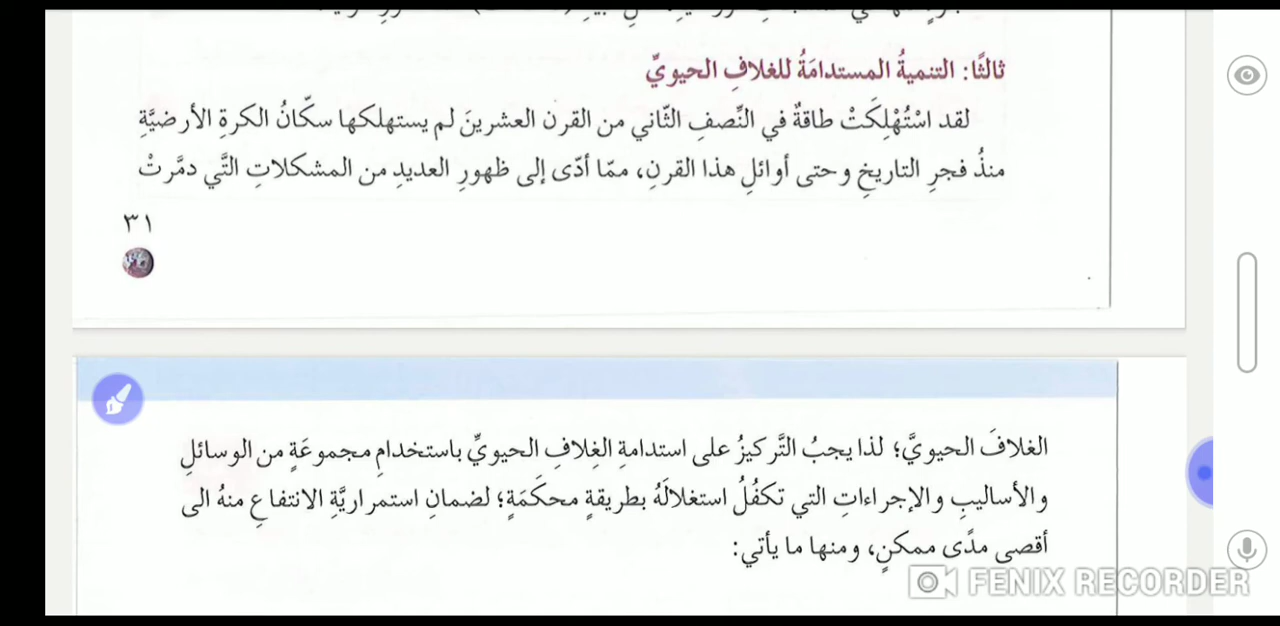 ثالثًا: التنميةُ المستدامَةُ للغلافِ الحيويِّ
لقد اسْتُهْلِكَتْ طاقةٌ في النِّصفِ الثّاني من القرن العشرينَ لم يستهلكها سكّانُ الكرةِ الأرضيَّةِ
منذُ فجرِ التاريخِ وحتى أوائلِ هذا القرنِ، ممّا أدّى إلى ظهورِ العديدِ من المشكلاتِ التَّي دمَّرتْ
٣١
الغلافَ الحيويَّ؛ لذا يجبُ التَّركيزُ على استدامةِ الغِلافِ الحيويِّ باستخدامِ مجموعَةٍ من الوسائلِ
والأساليبِ والإجراءاتِ التي تكفُلُ استغلالَهُ بطريقةٍ محكَمَةٍ؛ لضمانِ استمراريَّةِ الانتفاعِ منهُ الى
أقصى مدًى ممكنٍ، ومنها ما يأتي:
FENIX RECORDER